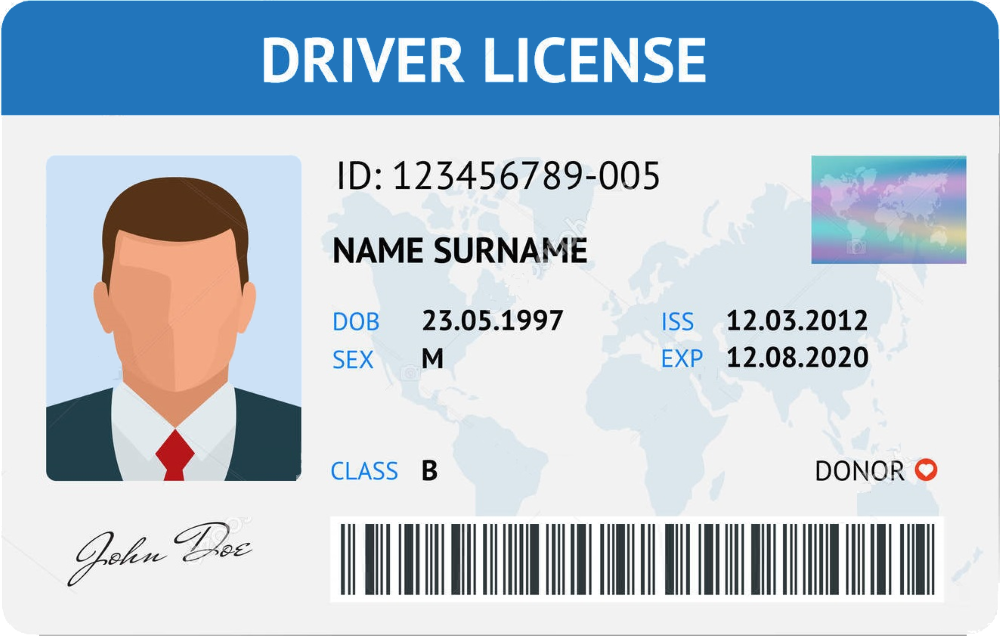 DRIVER LICENSE
ID: 123456789-005
NAME SURNAME
DOB 23.05.1997 ISS 12.03.2012
SEX M EXP 12.08.2020
CLASS B DONOR
John Doe